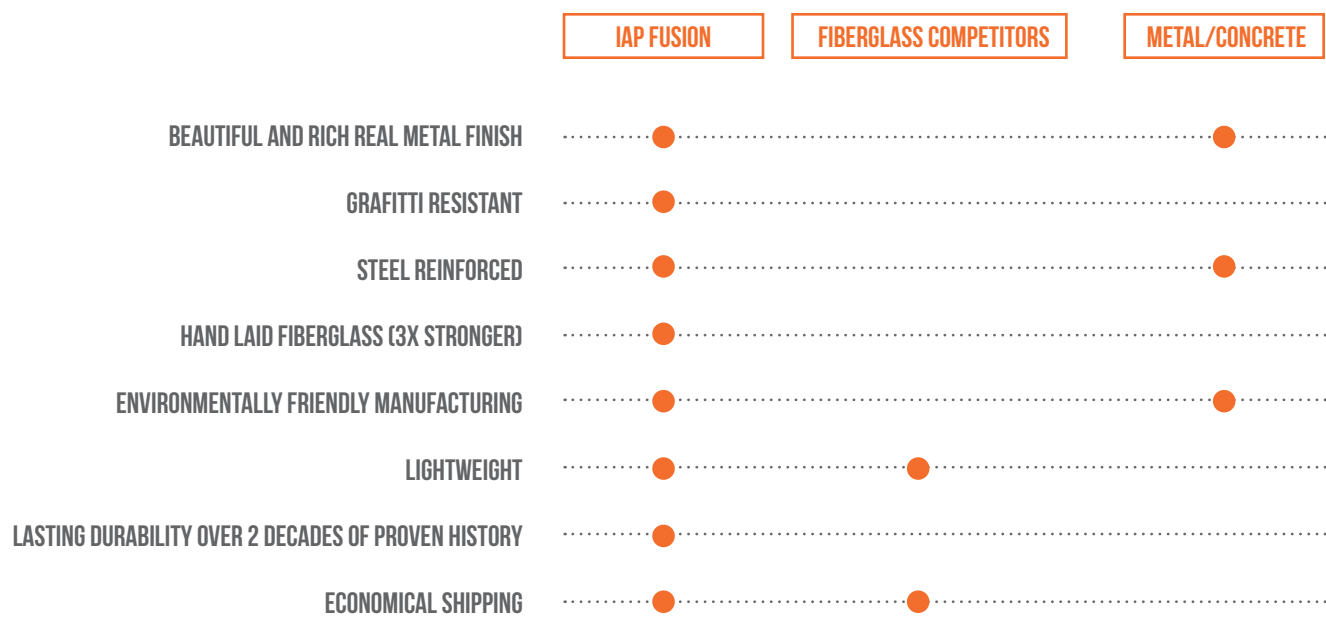 IAP FUSION
FIBERGLASS COMPETITORS
METAL/CONCRETE
BEAUTIFUL AND RICH REAL METAL FINISH
GRAFITTI RESISTANT
STEEL REINFORCED
HAND LAID FIBERGLASS (3X STRONGER)
ENVIRONMENTALLY FRIENDLY MANUFACTURING
LIGHTWEIGHT
LASTING DURABILITY OVER 2 DECADES OF PROVEN HISTORY
ECONOMICAL SHIPPING